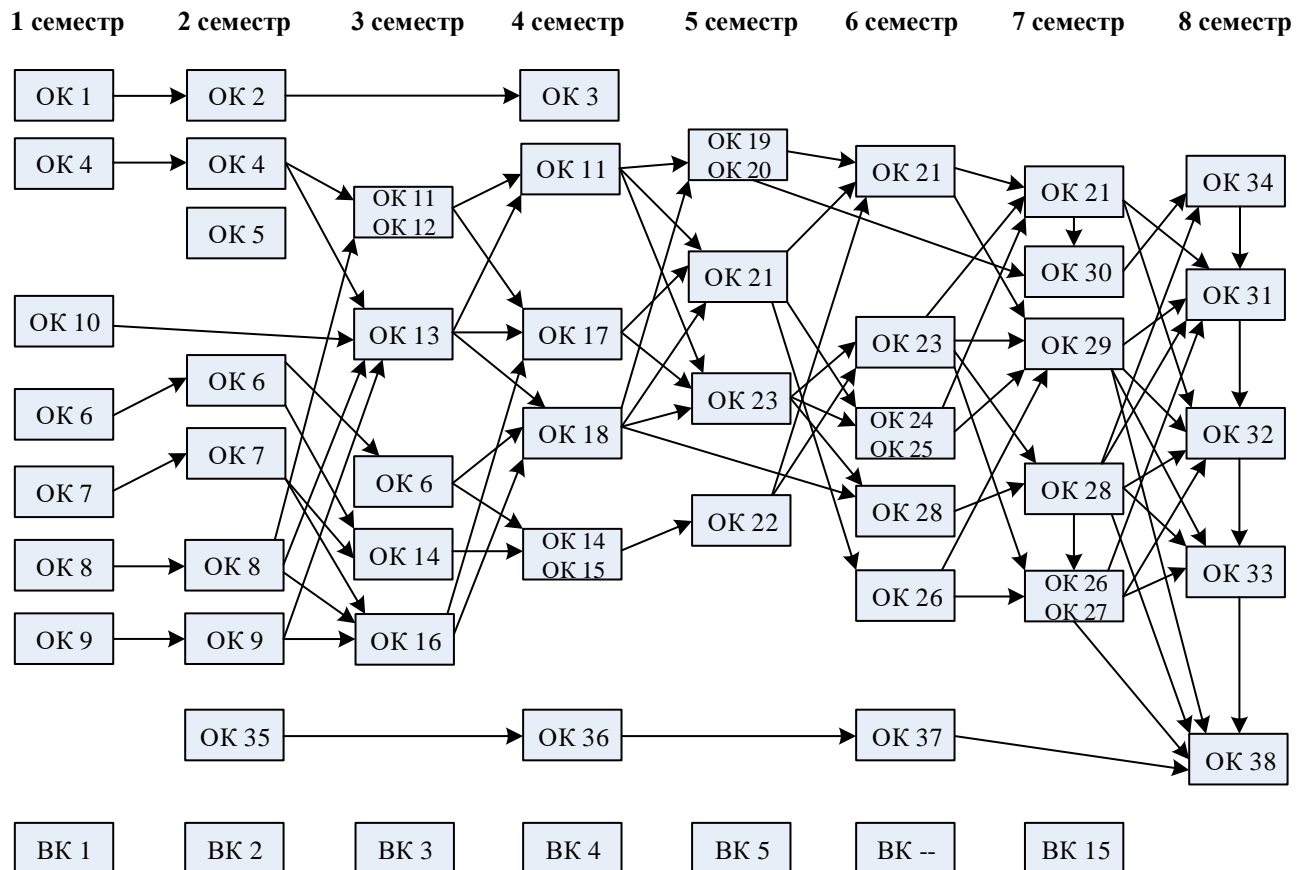 1 семестр 2 семестр 3 семестр 4 семестр 5 семестр 6 семестр 7 семестр 8 семестр
ОК 1
ОК 4
ОК 10
ОК 6
ОК 7
ОК 8
ОК 9
ВК 1
ОК 2
ОК 4
ОК 5
ОК 6
ОК 7
ОК 8
ОК 9
ОК 35
ВК 2
ОК 11
ОК 12
ОК 13
ОК 6
ОК 14
ОК 16
ВК 3
ОК 3
ОК 11
ОК 17
ОК 18
ОК 14
ОК 15
ОК 36
ВК 4
ОК 19
ОК 20
ОК 21
ОК 23
ОК 22
ВК 5
ОК 21
ОК 23
ОК 24
ОК 25
ОК 28
ОК 26
ОК 37
ВК --
ОК 21
ОК 30
ОК 29
ОК 28
ОК 26
ОК 27
ВК 15
ОК 34
ОК 31
ОК 32
ОК 33
ОК 38